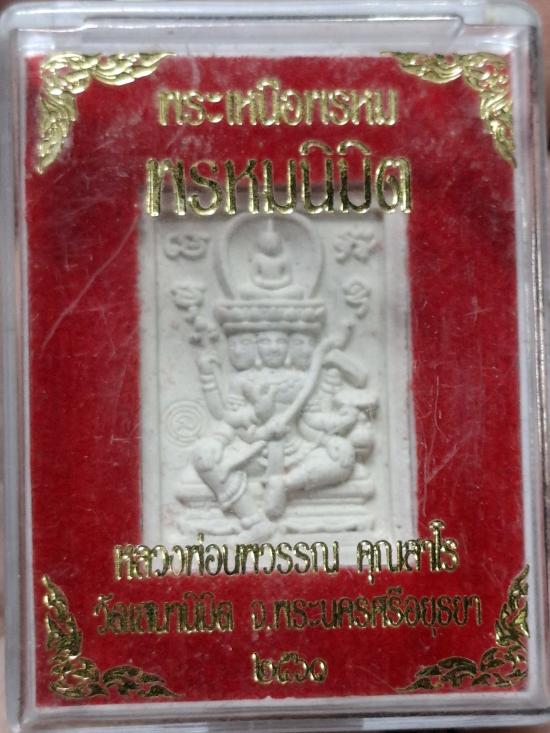 พระเหนือพรหม
พรหมนิมิต
หลวงพ่อนพวรรณ คุณสาโร
วัดเสนานิมิต จ.พระนครศรีอยุธยา
๒๕๖๐